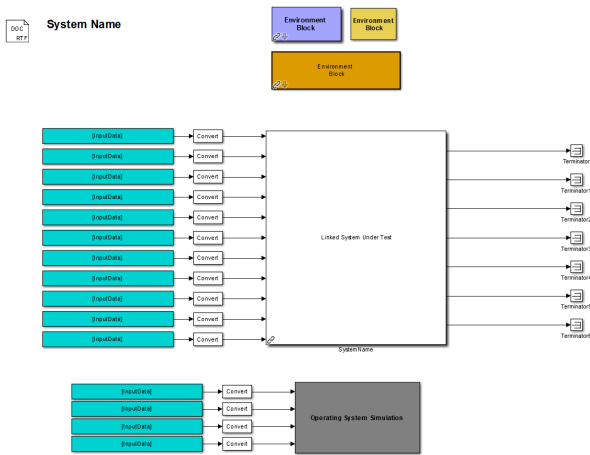 DOC
RTF
System Name
Environment
Block
Environment
Block
Environment
Block
[InputData]
Convert
[InputData]
Convert
[InputData]
Convert
[InputData]
Convert
[InputData]
Convert
[InputData]
Convert
[InputData]
Convert
[InputData]
Convert
[InputData]
Convert
[InputData]
Convert
[InputData]
Convert
Linked System Under Test
SystemName
Terminator
Terminator1
Terminator2
Terminator3
Terminator4
Terminator5
Terminator6
[InputData]
Convert
[InputData]
Convert
[InputData]
Convert
[InputData]
Convert
Operating System Simulation